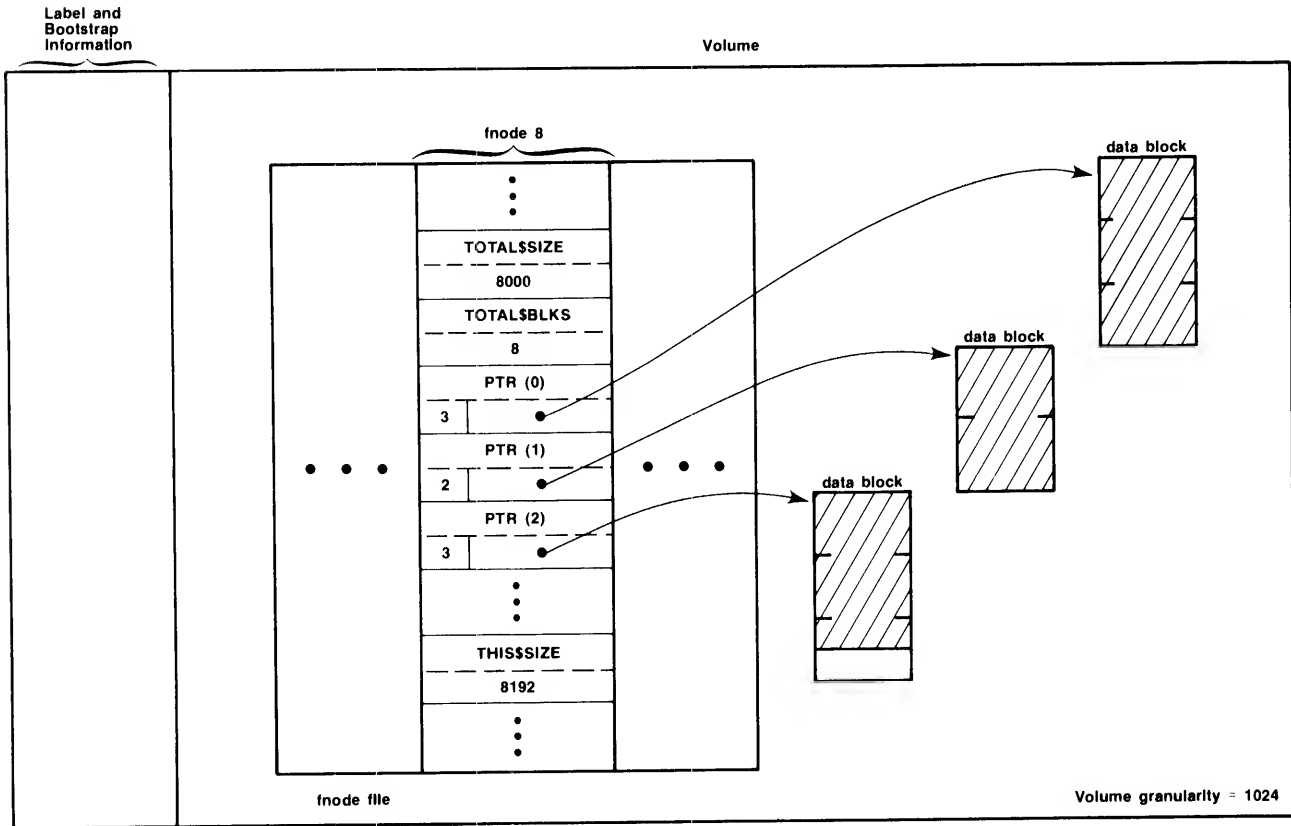 Label and
Bootstrap
Information
Volume
fnode 8
data block
TOTAL$SIZE
8000
TOTAL$BLKS
8
PTR (0)
3
data block
PTR (1)
2
data block
PTR (2)
3
THIS$SIZE
8192
fnode file
Volume granularity = 1024